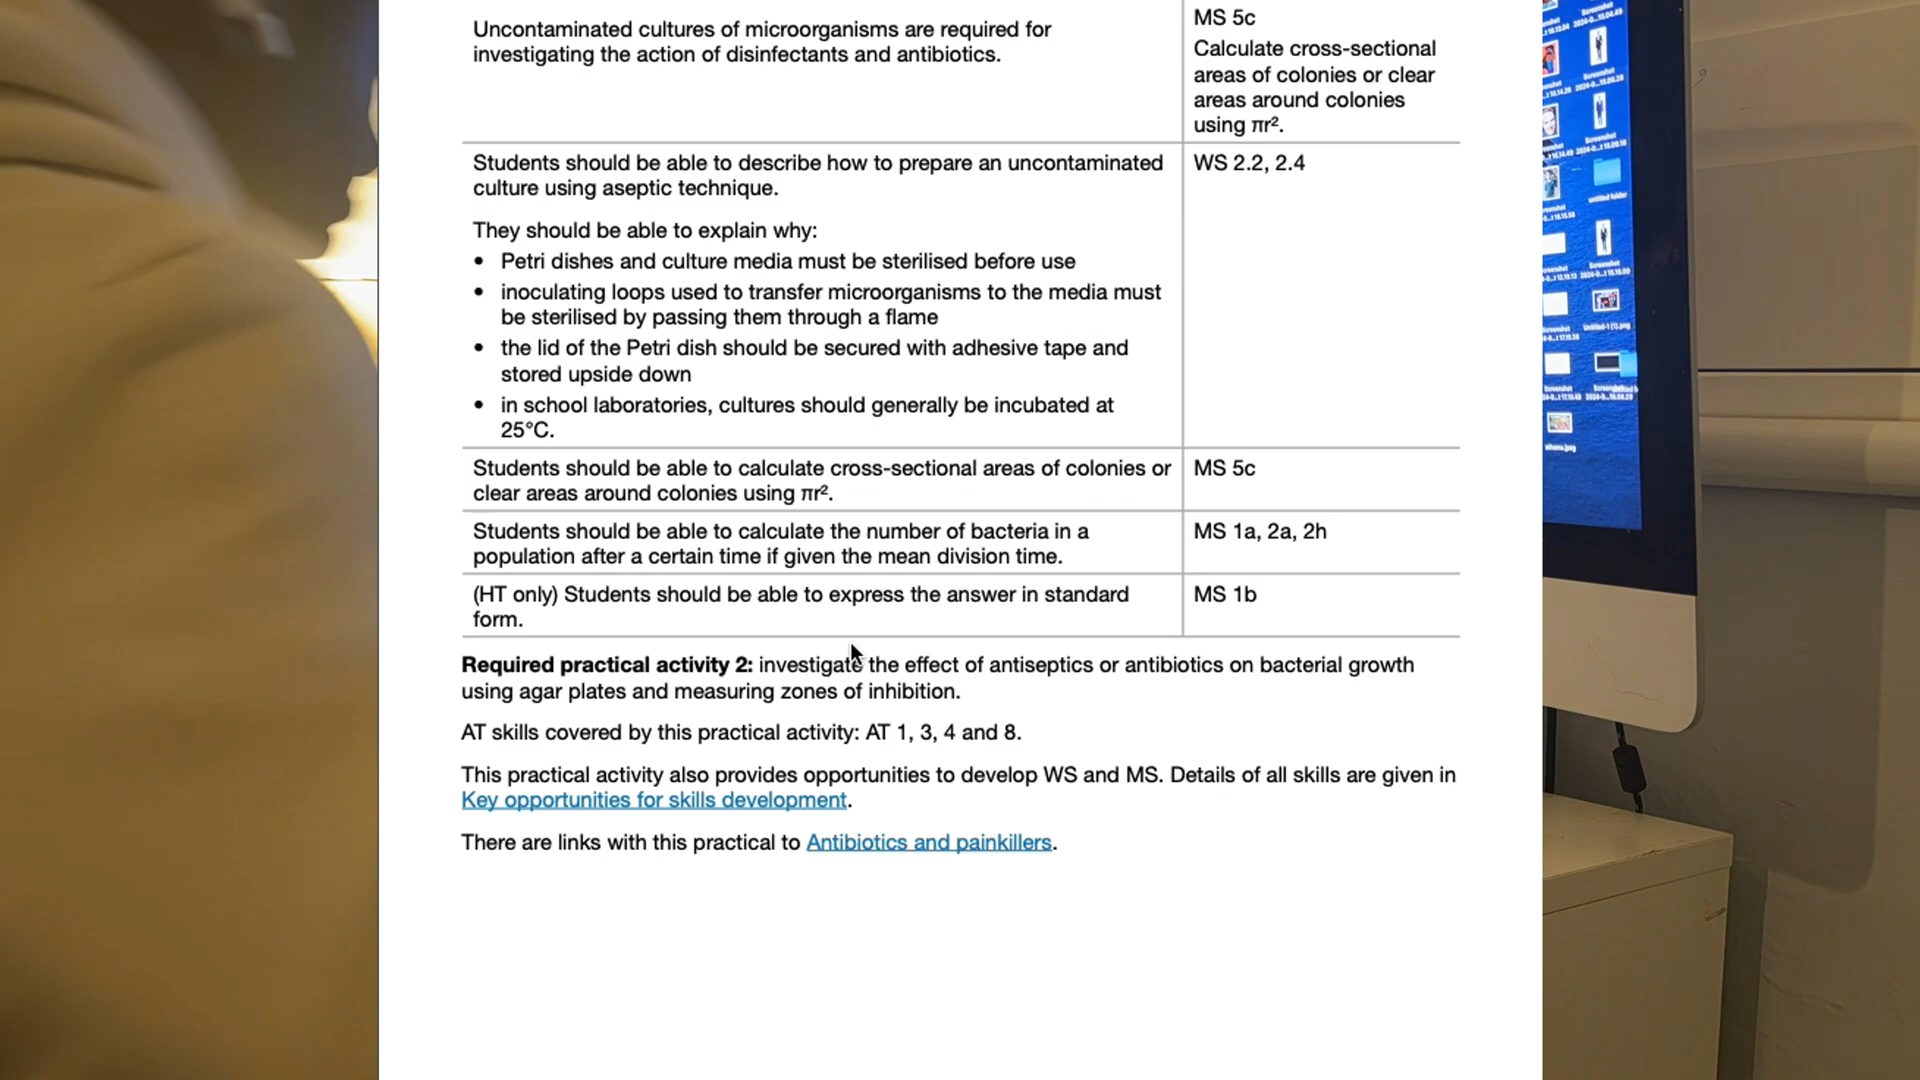 Uncontaminated cultures of microorganisms are required for
investigating the action of disinfectants and antibiotics.
MS 5c
Calculate cross-sectional
areas of colonies or clear
areas around colonies
using πr².
Students should be able to describe how to prepare an uncontaminated
culture using aseptic technique.
WS 2.2, 2.4
They should be able to explain why:
• Petri dishes and culture media must be sterilised before use
• inoculating loops used to transfer microorganisms to the media must
be sterilised by passing them through a flame
• the lid of the Petri dish should be secured with adhesive tape and
stored upside down
• in school laboratories, cultures should generally be incubated at
25°C.
Students should be able to calculate cross-sectional areas of colonies or
clear areas around colonies using πr².
MS 5c
Students should be able to calculate the number of bacteria in a
population after a certain time if given the mean division time.
MS 1a, 2a, 2h
(HT only) Students should be able to express the answer in standard
form.
MS 1b
Required practical activity 2: investigate the effect of antiseptics or antibiotics on bacterial growth
using agar plates and measuring zones of inhibition.
AT skills covered by this practical activity: AT 1, 3, 4 and 8.
This practical activity also provides opportunities to develop WS and MS. Details of all skills are given in
Key opportunities for skills development.
There are links with this practical to Antibiotics and painkillers.
untitled folder
Screenshot
Screenshot
Screenshot
Untitled-1 (1).png